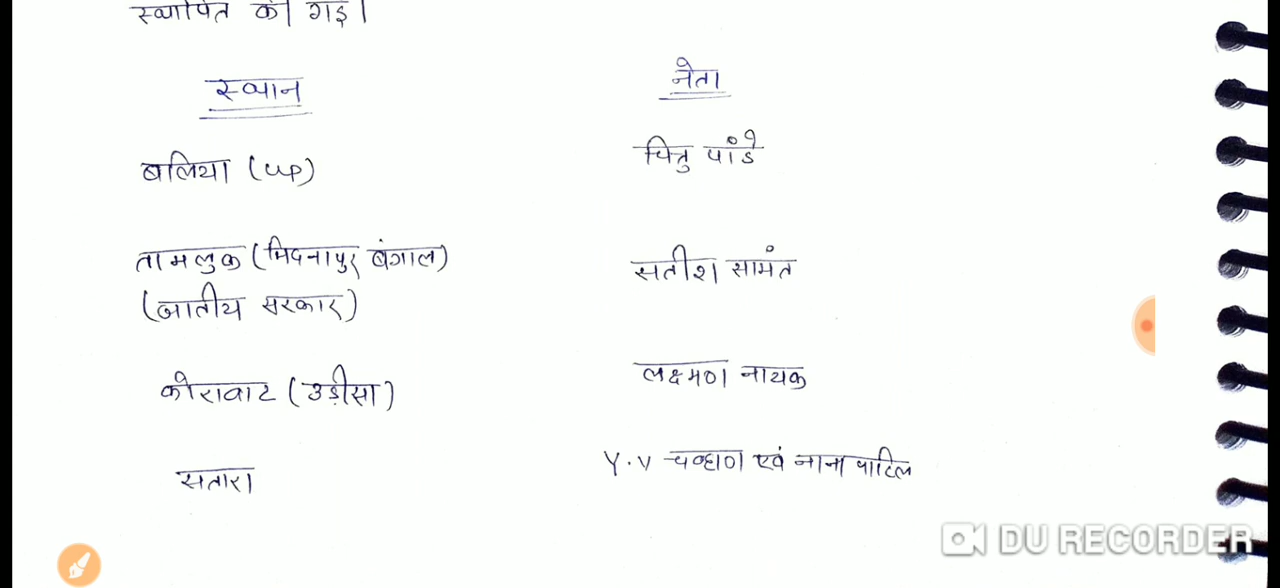 स्थापित की गई।
स्थान नेता
बलिया (UP) चित्तु पांडे
तामलुक (मिदनापुर बंगाल) सतीश सामंत
(जातीय सरकार)
कोरावाट (उड़ीसा) लक्ष्मण नायक
सतारा Y.V चव्हाण एवं नाना पाटिल
DU RECORDER